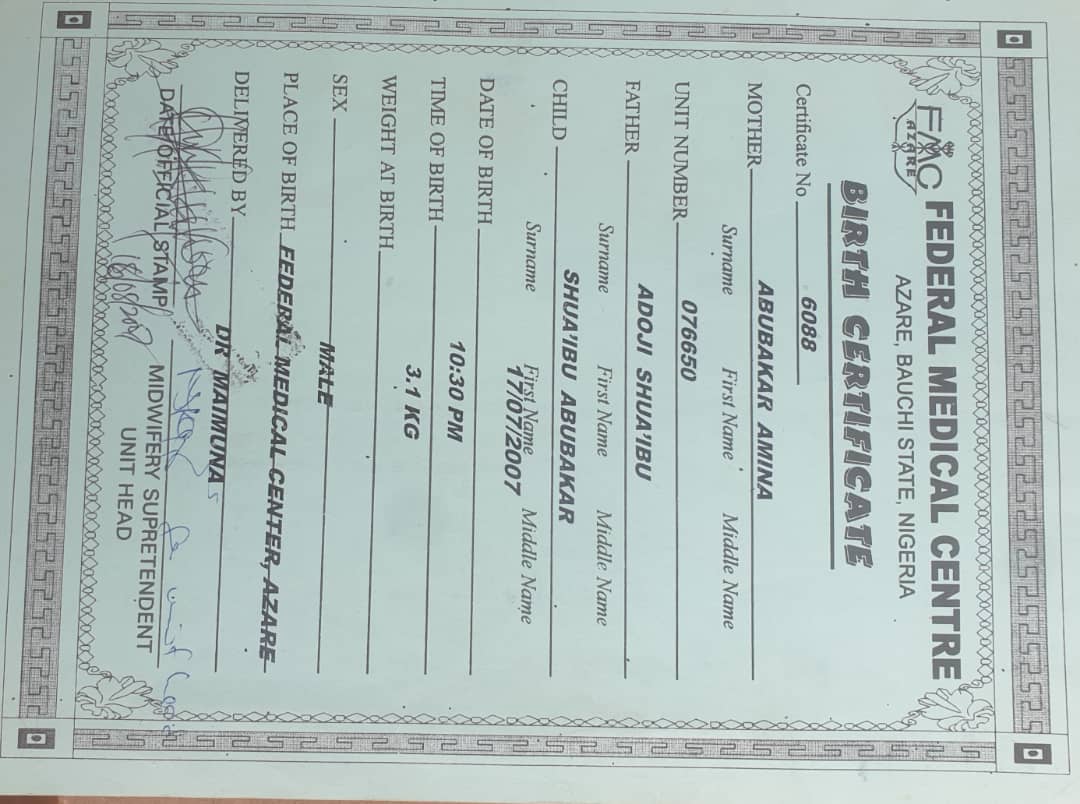 FMC
AZARE
FEDERAL MEDICAL CENTRE
AZARE, BAUCHI STATE, NIGERIA
BIRTH CERTIFICATE
Certificate No 6088
MOTHER ABUBAKAR AMINA
Surname First Name Middle Name
UNIT NUMBER 076650
FATHER ADOJI SHUA'IBU
Surname First Name Middle Name
CHILD SHUA'IBU ABUBAKAR
Surname First Name Middle Name
DATE OF BIRTH 17/07/2007
TIME OF BIRTH 10:30 PM
WEIGHT AT BIRTH 3.1 KG
SEX MALE
PLACE OF BIRTH FEDERAL MEDICAL CENTER, AZARE
DELIMERED BY DR MAIMUNA
DATE/OFFICIAL STAMP MIDWIFERY SUPRETENDENT
UNIT HEAD